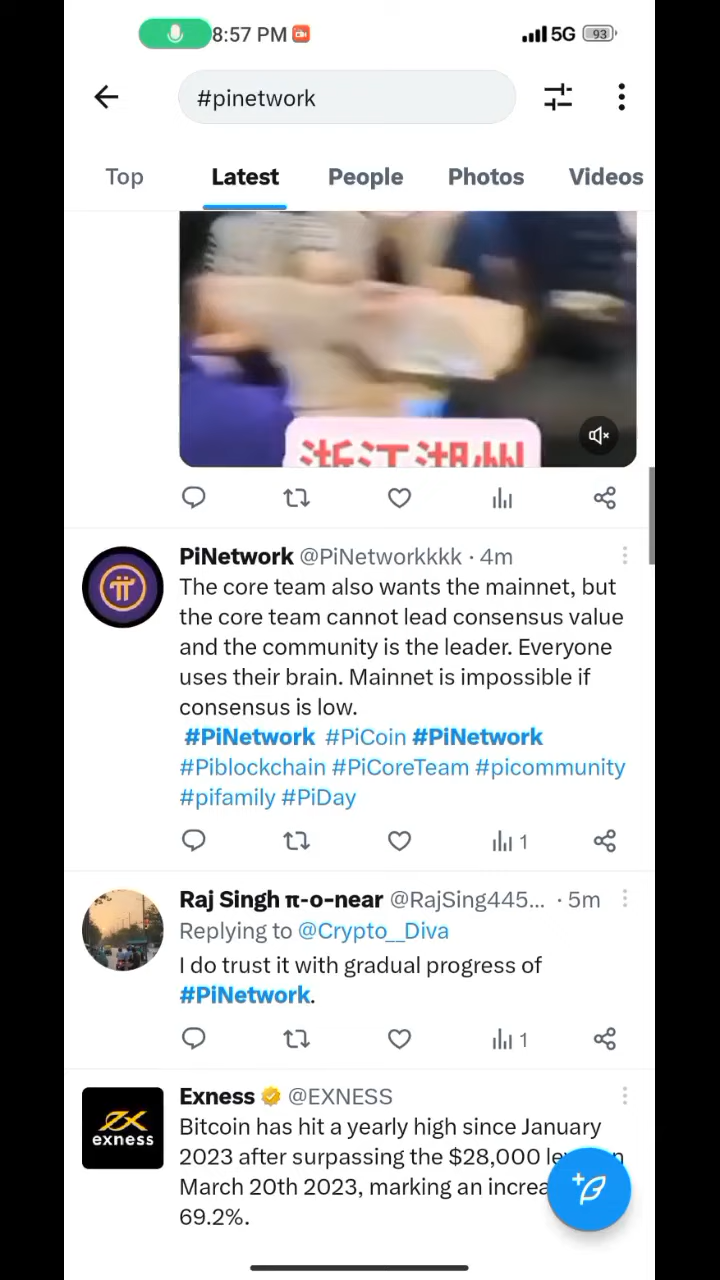 8:57 PM
5G 93
#pinetwork
Top Latest People Photos Videos
浙江湖州
PiNetwork @PiNetworkkkk · 4m
The core team also wants the mainnet, but
the core team cannot lead consensus value
and the community is the leader. Everyone
uses their brain. Mainnet is impossible if
consensus is low.
#PiNetwork #PiCoin #PiNetwork
#Piblockchain #PiCoreTeam #picommunity
#pifamily #PiDay
1
Raj Singh π-o-near @RajSing445... · 5m
Replying to @Crypto__Diva
I do trust it with gradual progress of
#PiNetwork.
1
exness
Exness @EXNESS
Bitcoin has hit a yearly high since January
2023 after surpassing the $28,000
March 20th 2023, marking an
69.2%.